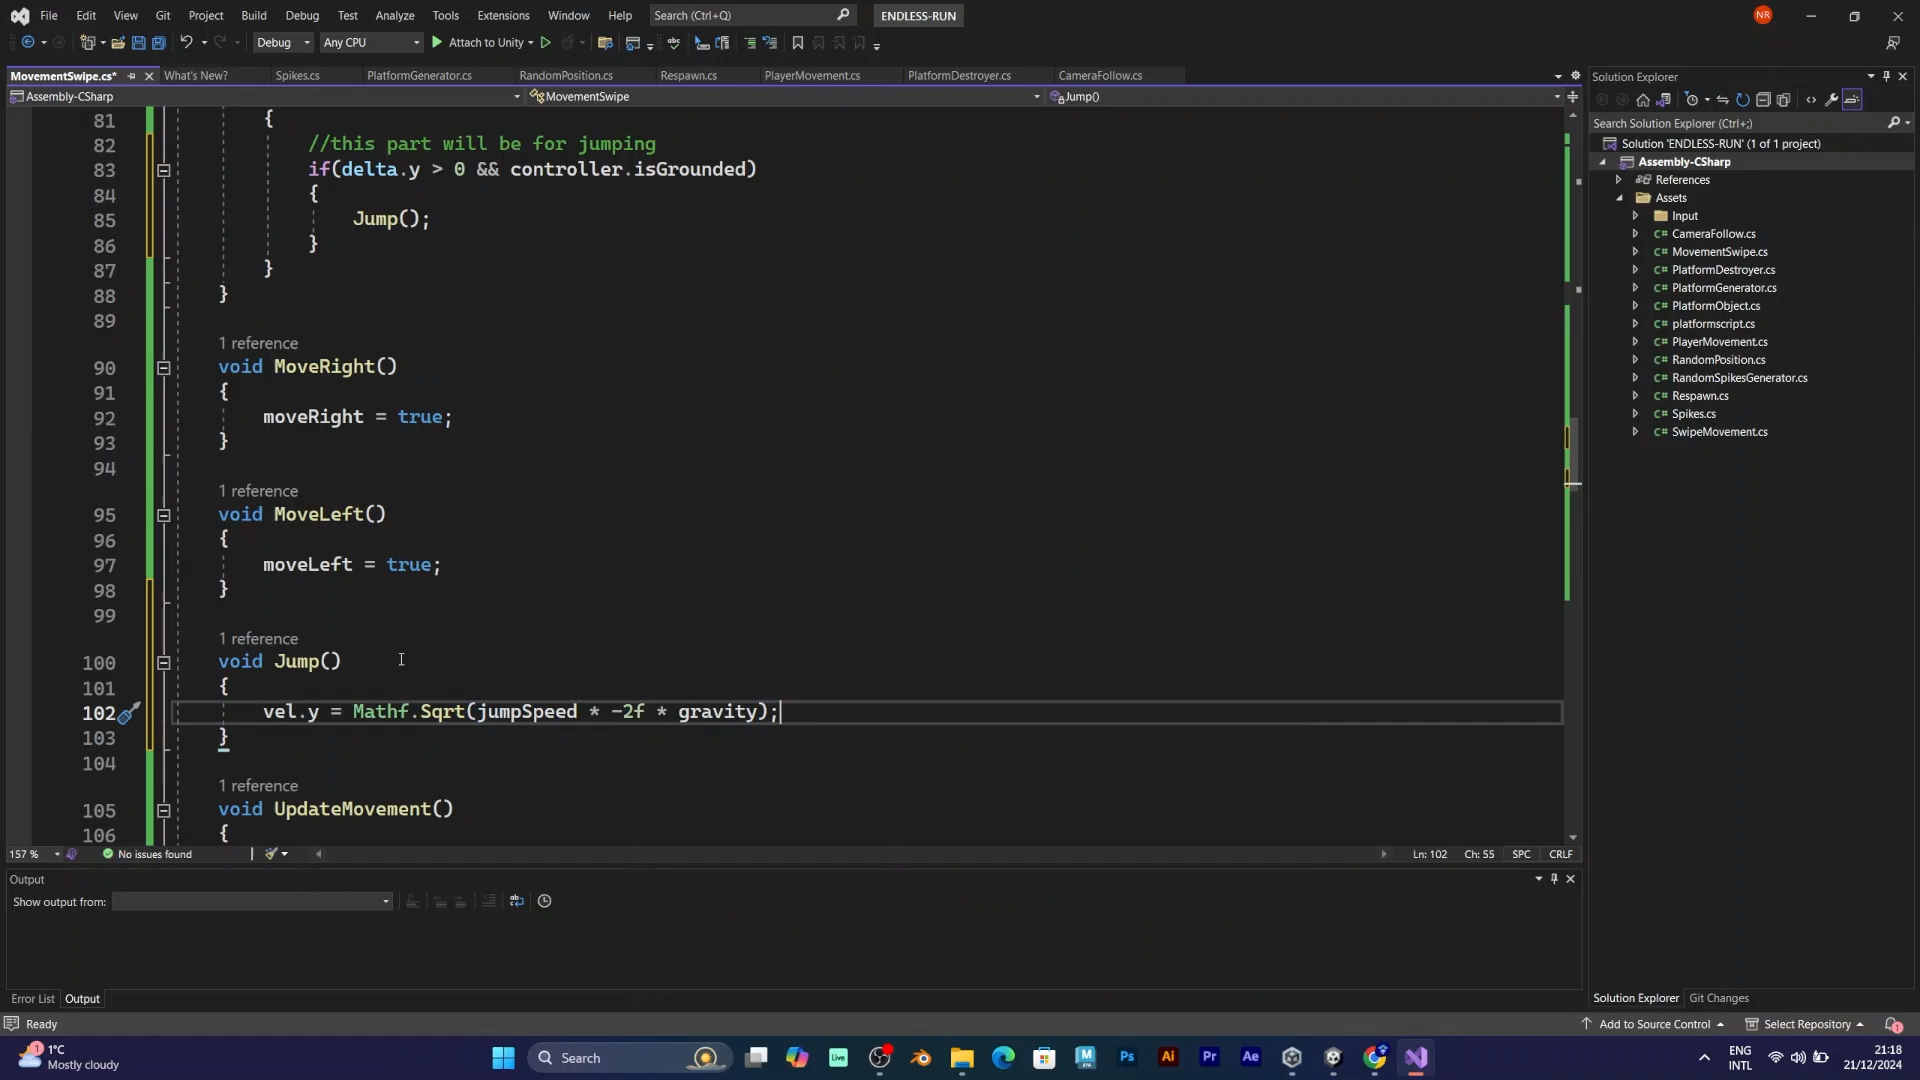 File Edit View Git Project Build Debug Test Analyze Tools Extensions Window Help Search (Ctrl+Q) ENDLESS-RUN NR
Debug Any CPU Attach to Unity
MovementSwipe.cs* What's New? Spikes.cs PlatformGenerator.cs RandomPosition.cs Respawn.cs PlayerMovement.cs PlatformDestroyer.cs CameraFollow.cs
Assembly-CSharp MovementSwipe Jump()
81 {
82 //this part will be for jumping
83 if(delta.y > 0 && controller.isGrounded)
84 {
85 Jump();
86 }
87 }
88 }
89
1 reference
90 void MoveRight()
91 {
92 moveRight = true;
93 }
94
1 reference
95 void MoveLeft()
96 {
97 moveLeft = true;
98 }
99
1 reference
100 void Jump()
101 {
102 vel.y = Mathf.Sqrt(jumpSpeed * -2f * gravity);
103 }
104
1 reference
105 void UpdateMovement()
106 {
157 % No issues found Ln: 102 Ch: 55 SPC CRLF
Output
Show output from:
Error List Output
Solution Explorer
Search Solution Explorer (Ctrl+;)
Solution 'ENDLESS-RUN' (1 of 1 project)
Assembly-CSharp
References
Assets
Input
C# CameraFollow.cs
C# MovementSwipe.cs
C# PlatformDestroyer.cs
C# PlatformGenerator.cs
C# PlatformObject.cs
C# platformscript.cs
C# PlayerMovement.cs
C# RandomPosition.cs
C# RandomSpikesGenerator.cs
C# Respawn.cs
C# Spikes.cs
C# SwipeMovement.cs
Solution Explorer Git Changes
Ready Add to Source Control Select Repository 1
1 1°C
Mostly cloudy
Search
Live
Ps Ai Pr Ae
ENG
INTL
21:18
21/12/2024